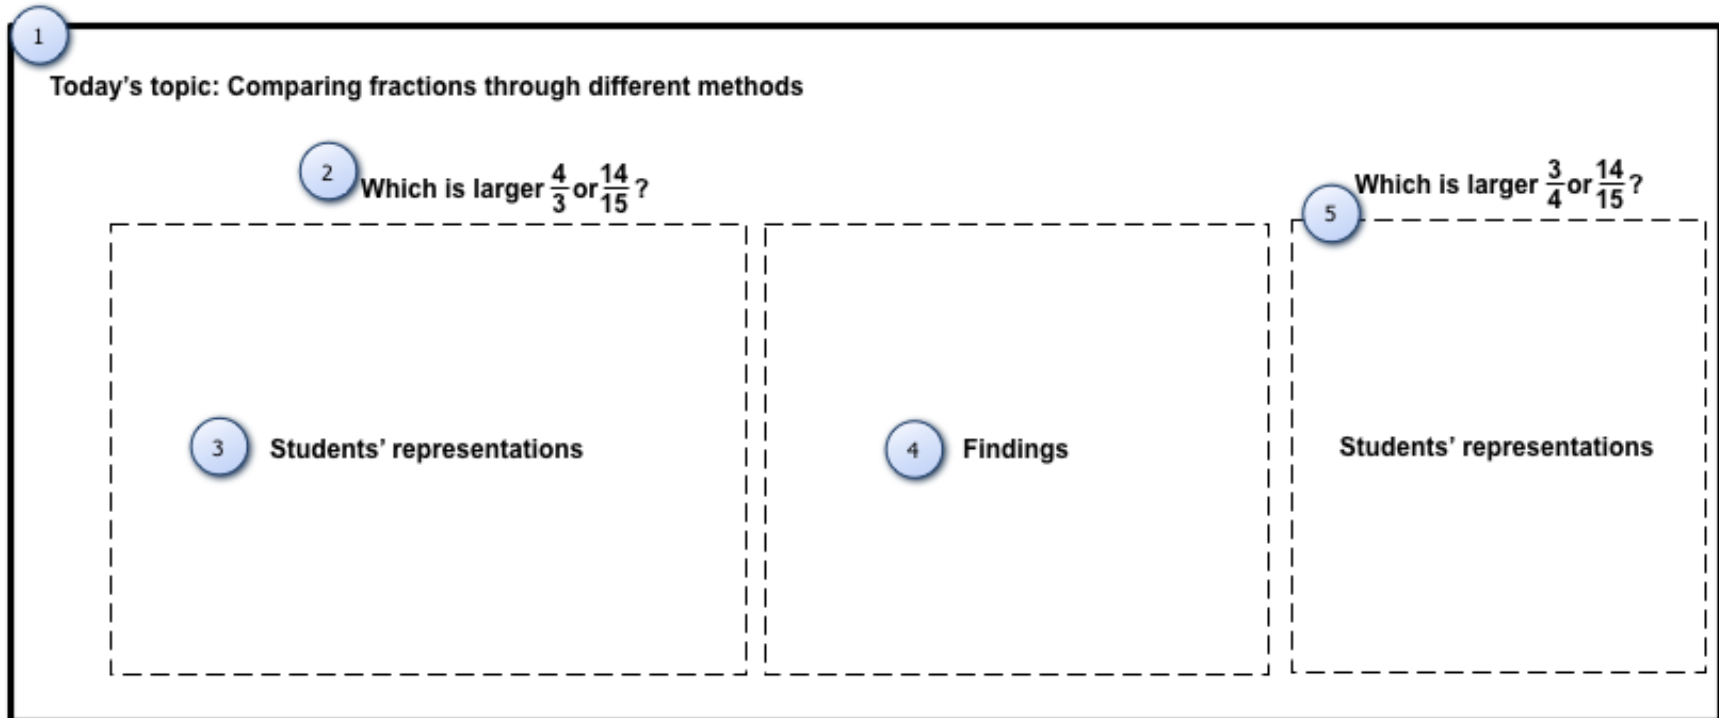 1
Today's topic: Comparing fractions through different methods
2 Which is larger 4/3 or 14/15 ?
3 Students' representations
4 Findings
5 Which is larger 3/4 or 14/15 ?
Students' representations